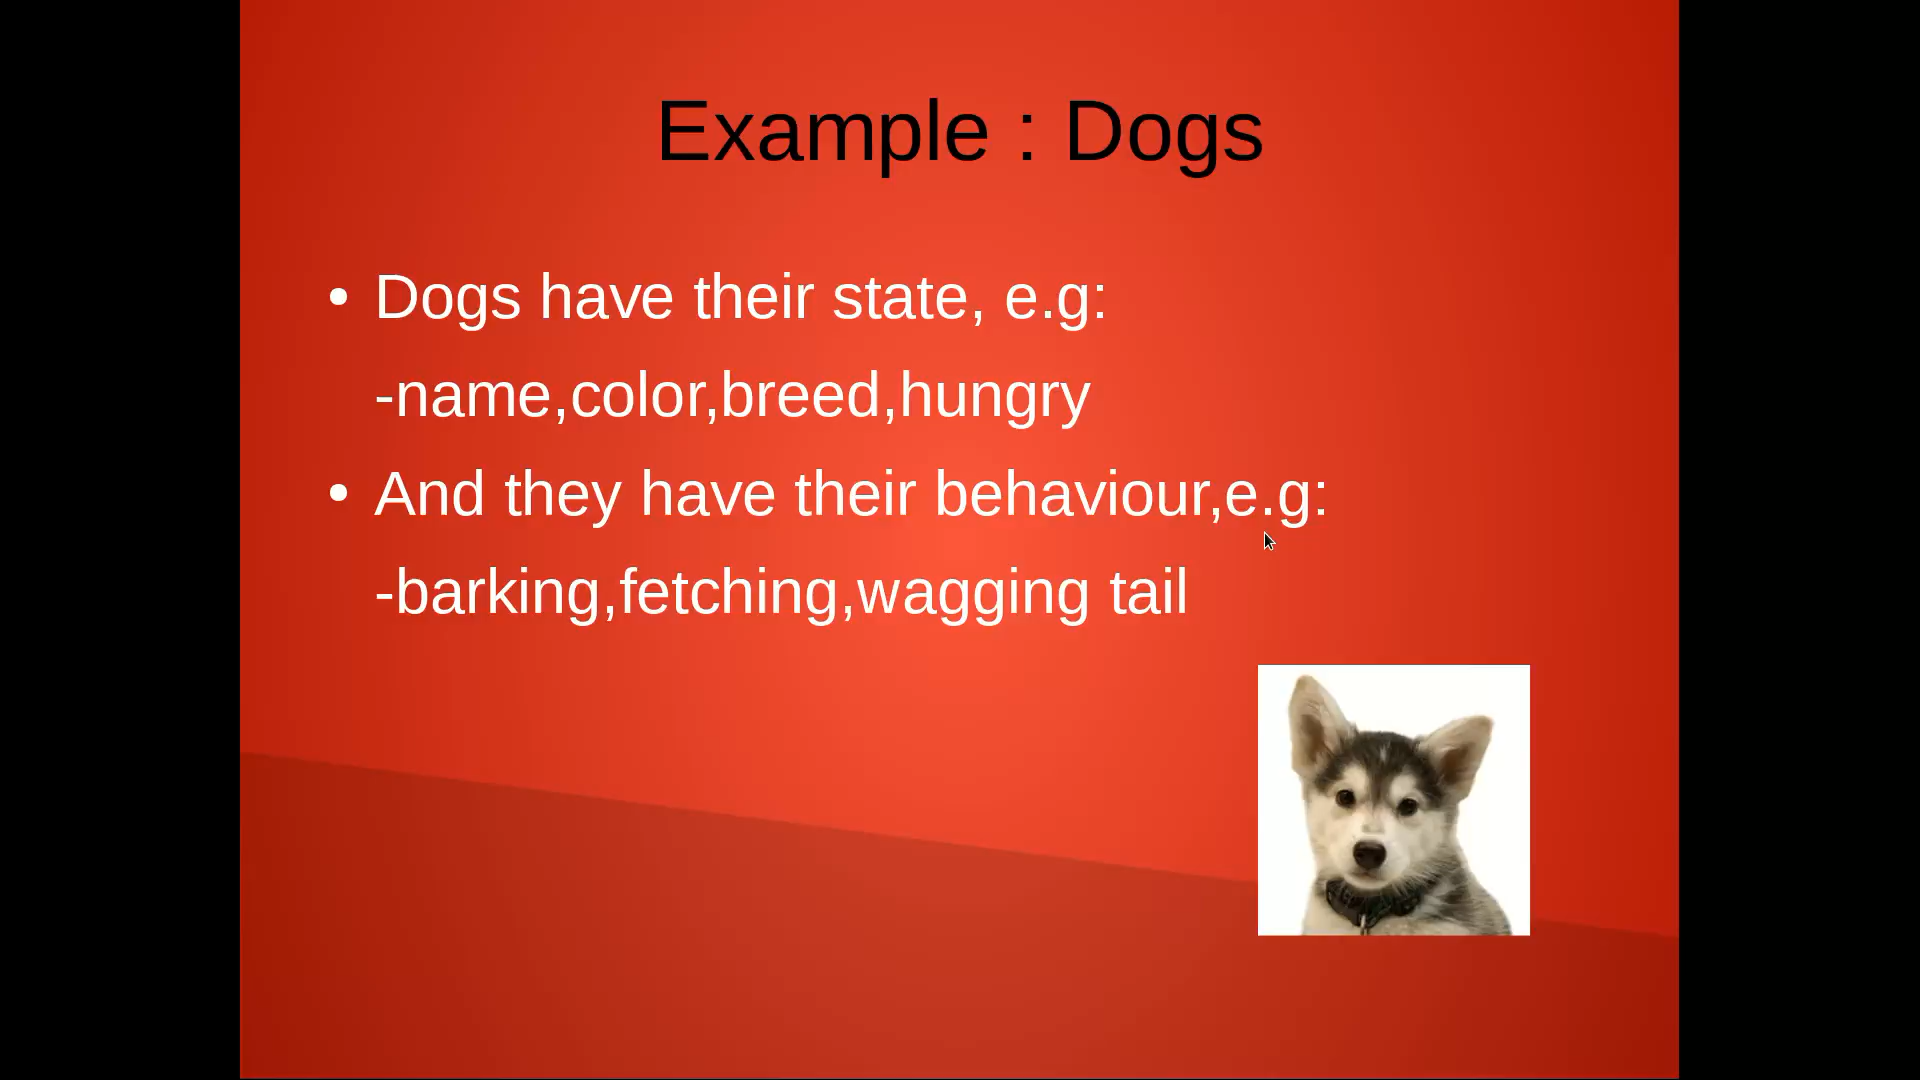 Example : Dogs
• Dogs have their state, e.g:
-name,color,breed,hungry
• And they have their behaviour,e.g:
-barking,fetching,wagging tail